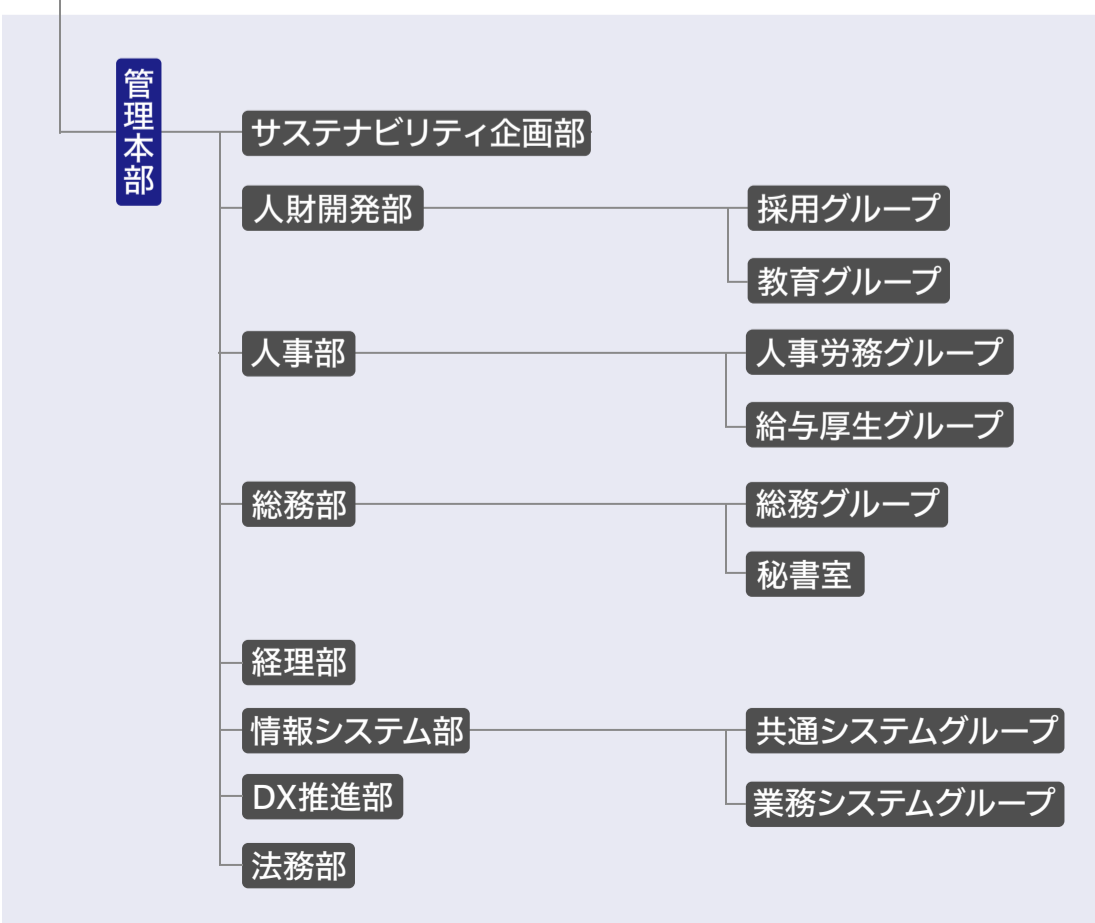 管理本部
サステナビリティ企画部
人財開発部
採用グループ
教育グループ
人事部
人事労務グループ
給与厚生グループ
総務部
総務グループ
秘書室
経理部
情報システム部
共通システムグループ
DX推進部
業務システムグループ
法務部